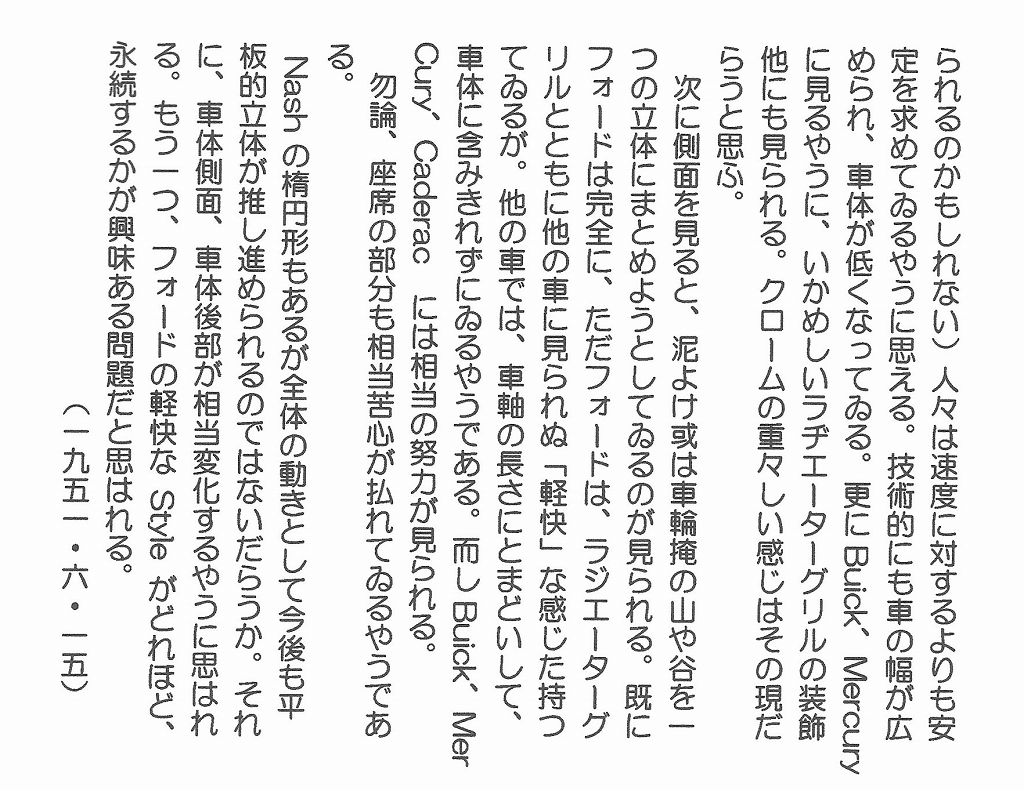 られるのかもしれない）人々は速度に対するよりも安
定を求めてゐるやうに思える。技術的にも車の幅が広
められ、車体が低くなってゐる。更に Buick、Mercury
に見るやうに、いかめしいラヂエーターグリルの装飾
他にも見られる。クロームの重々しい感じはその現だ
らうと思ふ。
次に側面を見ると、泥よけ或は車輪掩の山や谷を一
つの立体にまとめようとしてゐるのが見られる。既に
フォードは完全に、ただフォードは、ラジエーターグ
リルとともに他の車に見られぬ「軽快」な感じた持つ
てゐるが。他の車では、車軸の長さにとまどいして、
車体に含みきれずにゐるやうである。而し Buick、Mer
Cury、Caderac には相当の努力が見られる。
勿論、座席の部分も相当苦心が払れてゐるやうであ
る。
Nash の楕円形もあるが全体の動きとして今後も平
板的立体が推し進められるのではないだらうか。それ
に、車体側面、車体後部が相当変化するやうに思はれ
る。もう一つ、フォードの軽快な Style がどれほど、
永続するかが興味ある問題だと思はれる。
（一九五一・六・一五）